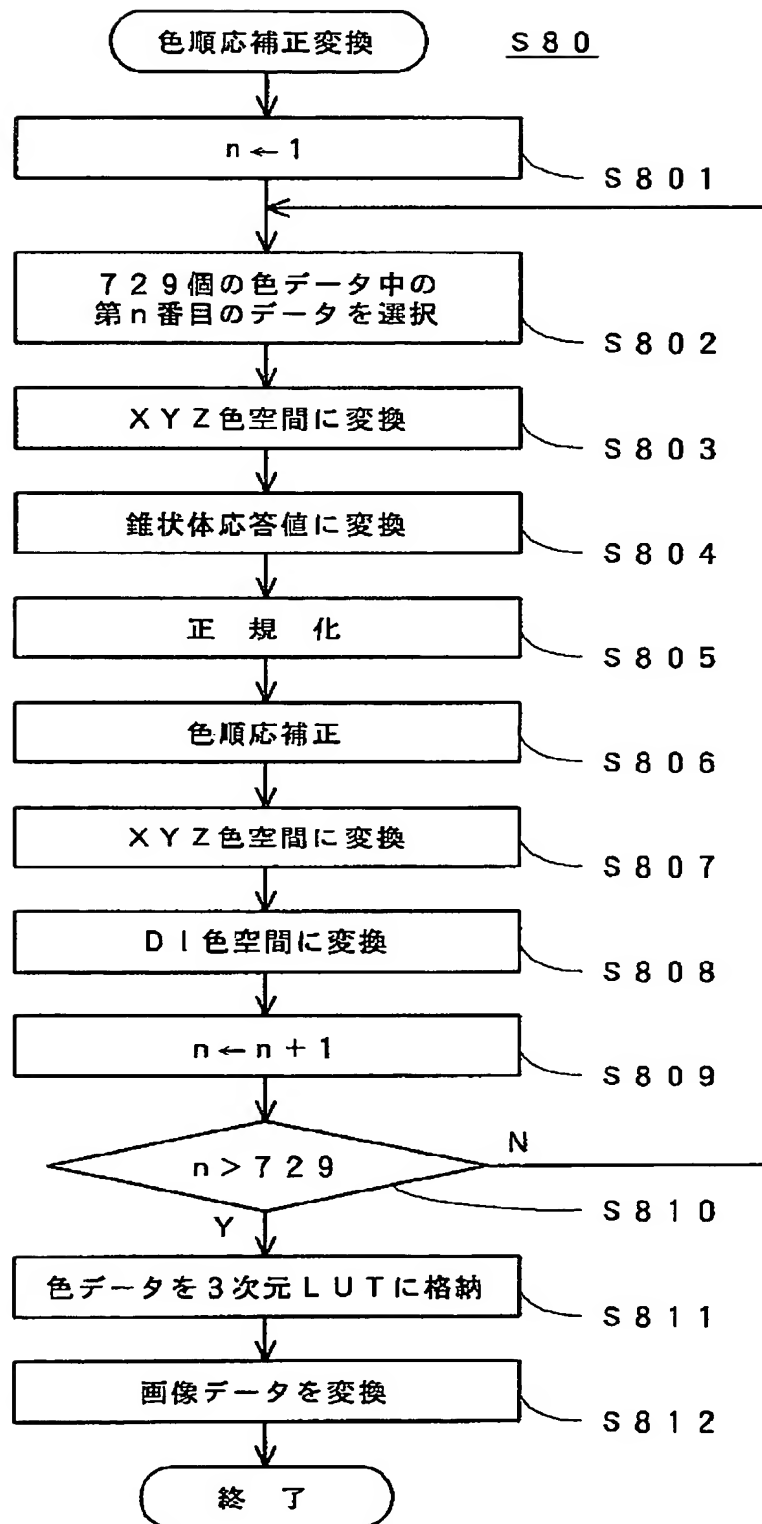 色順応補正変換
S80
n←1
S801
729個の色データ中の
第n番目のデータを選択
S802
XYZ色空間に変換
S803
錐状体応答値に変換
S804
正 規 化
S805
色順応補正
S806
XYZ色空間に変換
S807
DI色空間に変換
S808
n←n+1
S809
n>729
N
S810
Y
色データを3次元LUTに格納
S811
画像データを変換
S812
終 了